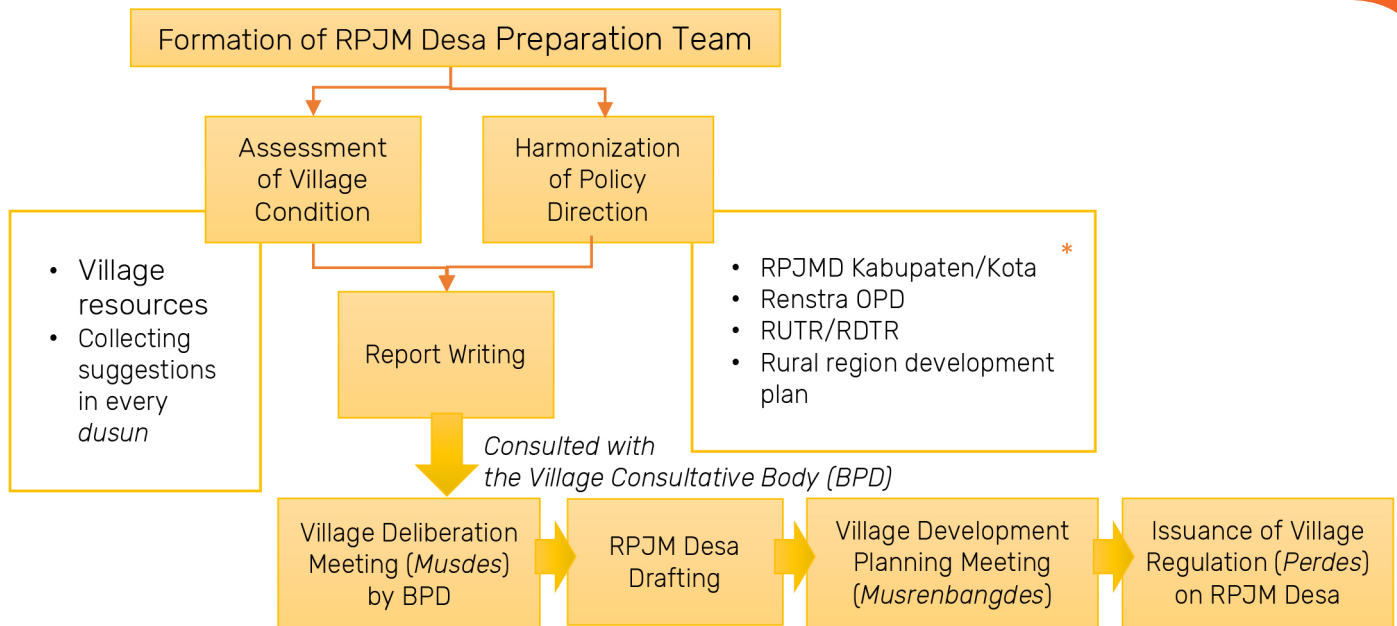 Formation of RPJM Desa Preparation Team
Assessment
of Village
Condition
Harmonization
of Policy
Direction
• Village
resources
• Collecting
suggestions
in every
dusun
*
• RPJMD Kabupaten/Kota
• Renstra OPD
• RUTR/RDTR
• Rural region development
plan
Report Writing
Consulted with
the Village Consultative Body (BPD)
Village Deliberation
Meeting (Musdes)
by BPD
RPJM Desa
Drafting
Village Development
Planning Meeting
(Musrenbangdes)
Issuance of Village
Regulation (Perdes)
on RPJM Desa